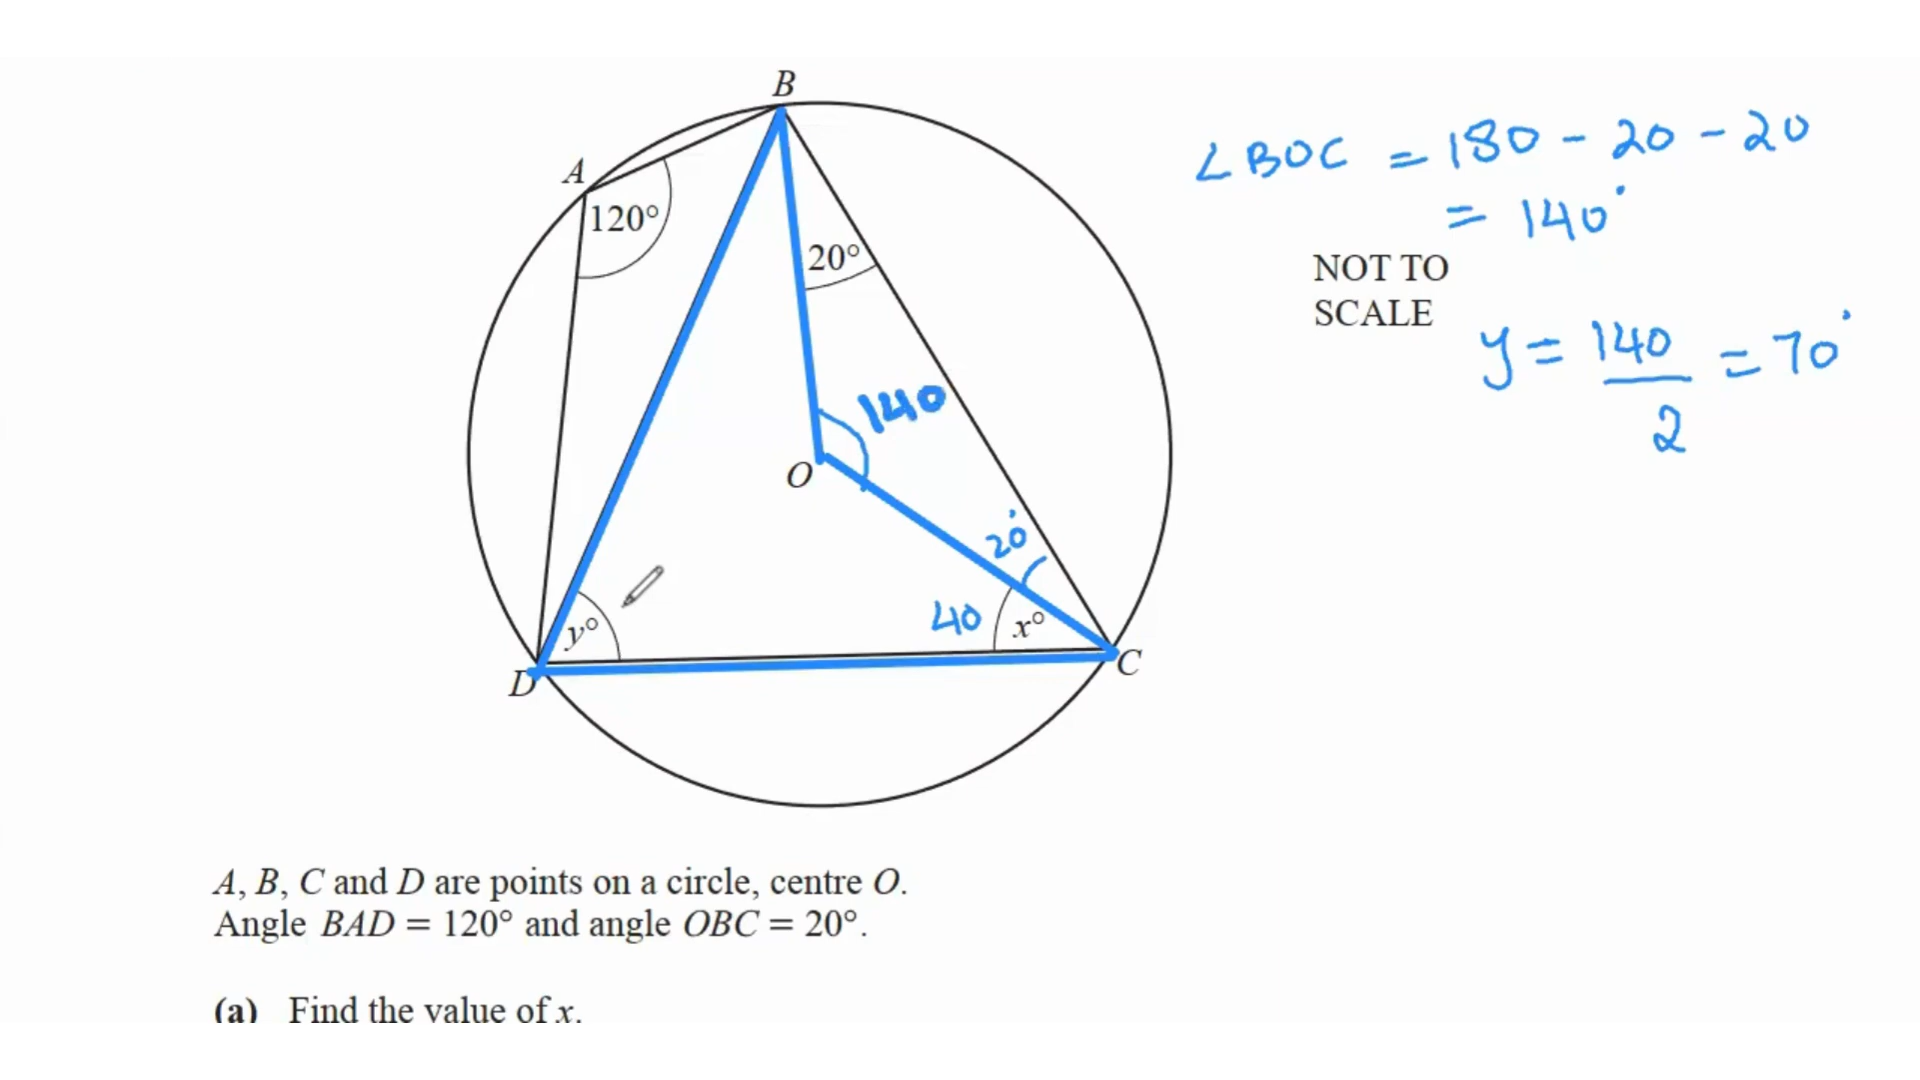 B
∠BOC = 180 - 20 - 20
A
120°
= 140°
20°
NOT TO
SCALE
y = 140/2 = 70°
140
O
20°
40
x°
y°
D
C
A, B, C and D are points on a circle, centre O.
Angle BAD = 120° and angle OBC = 20°.
(a) Find the value of x.